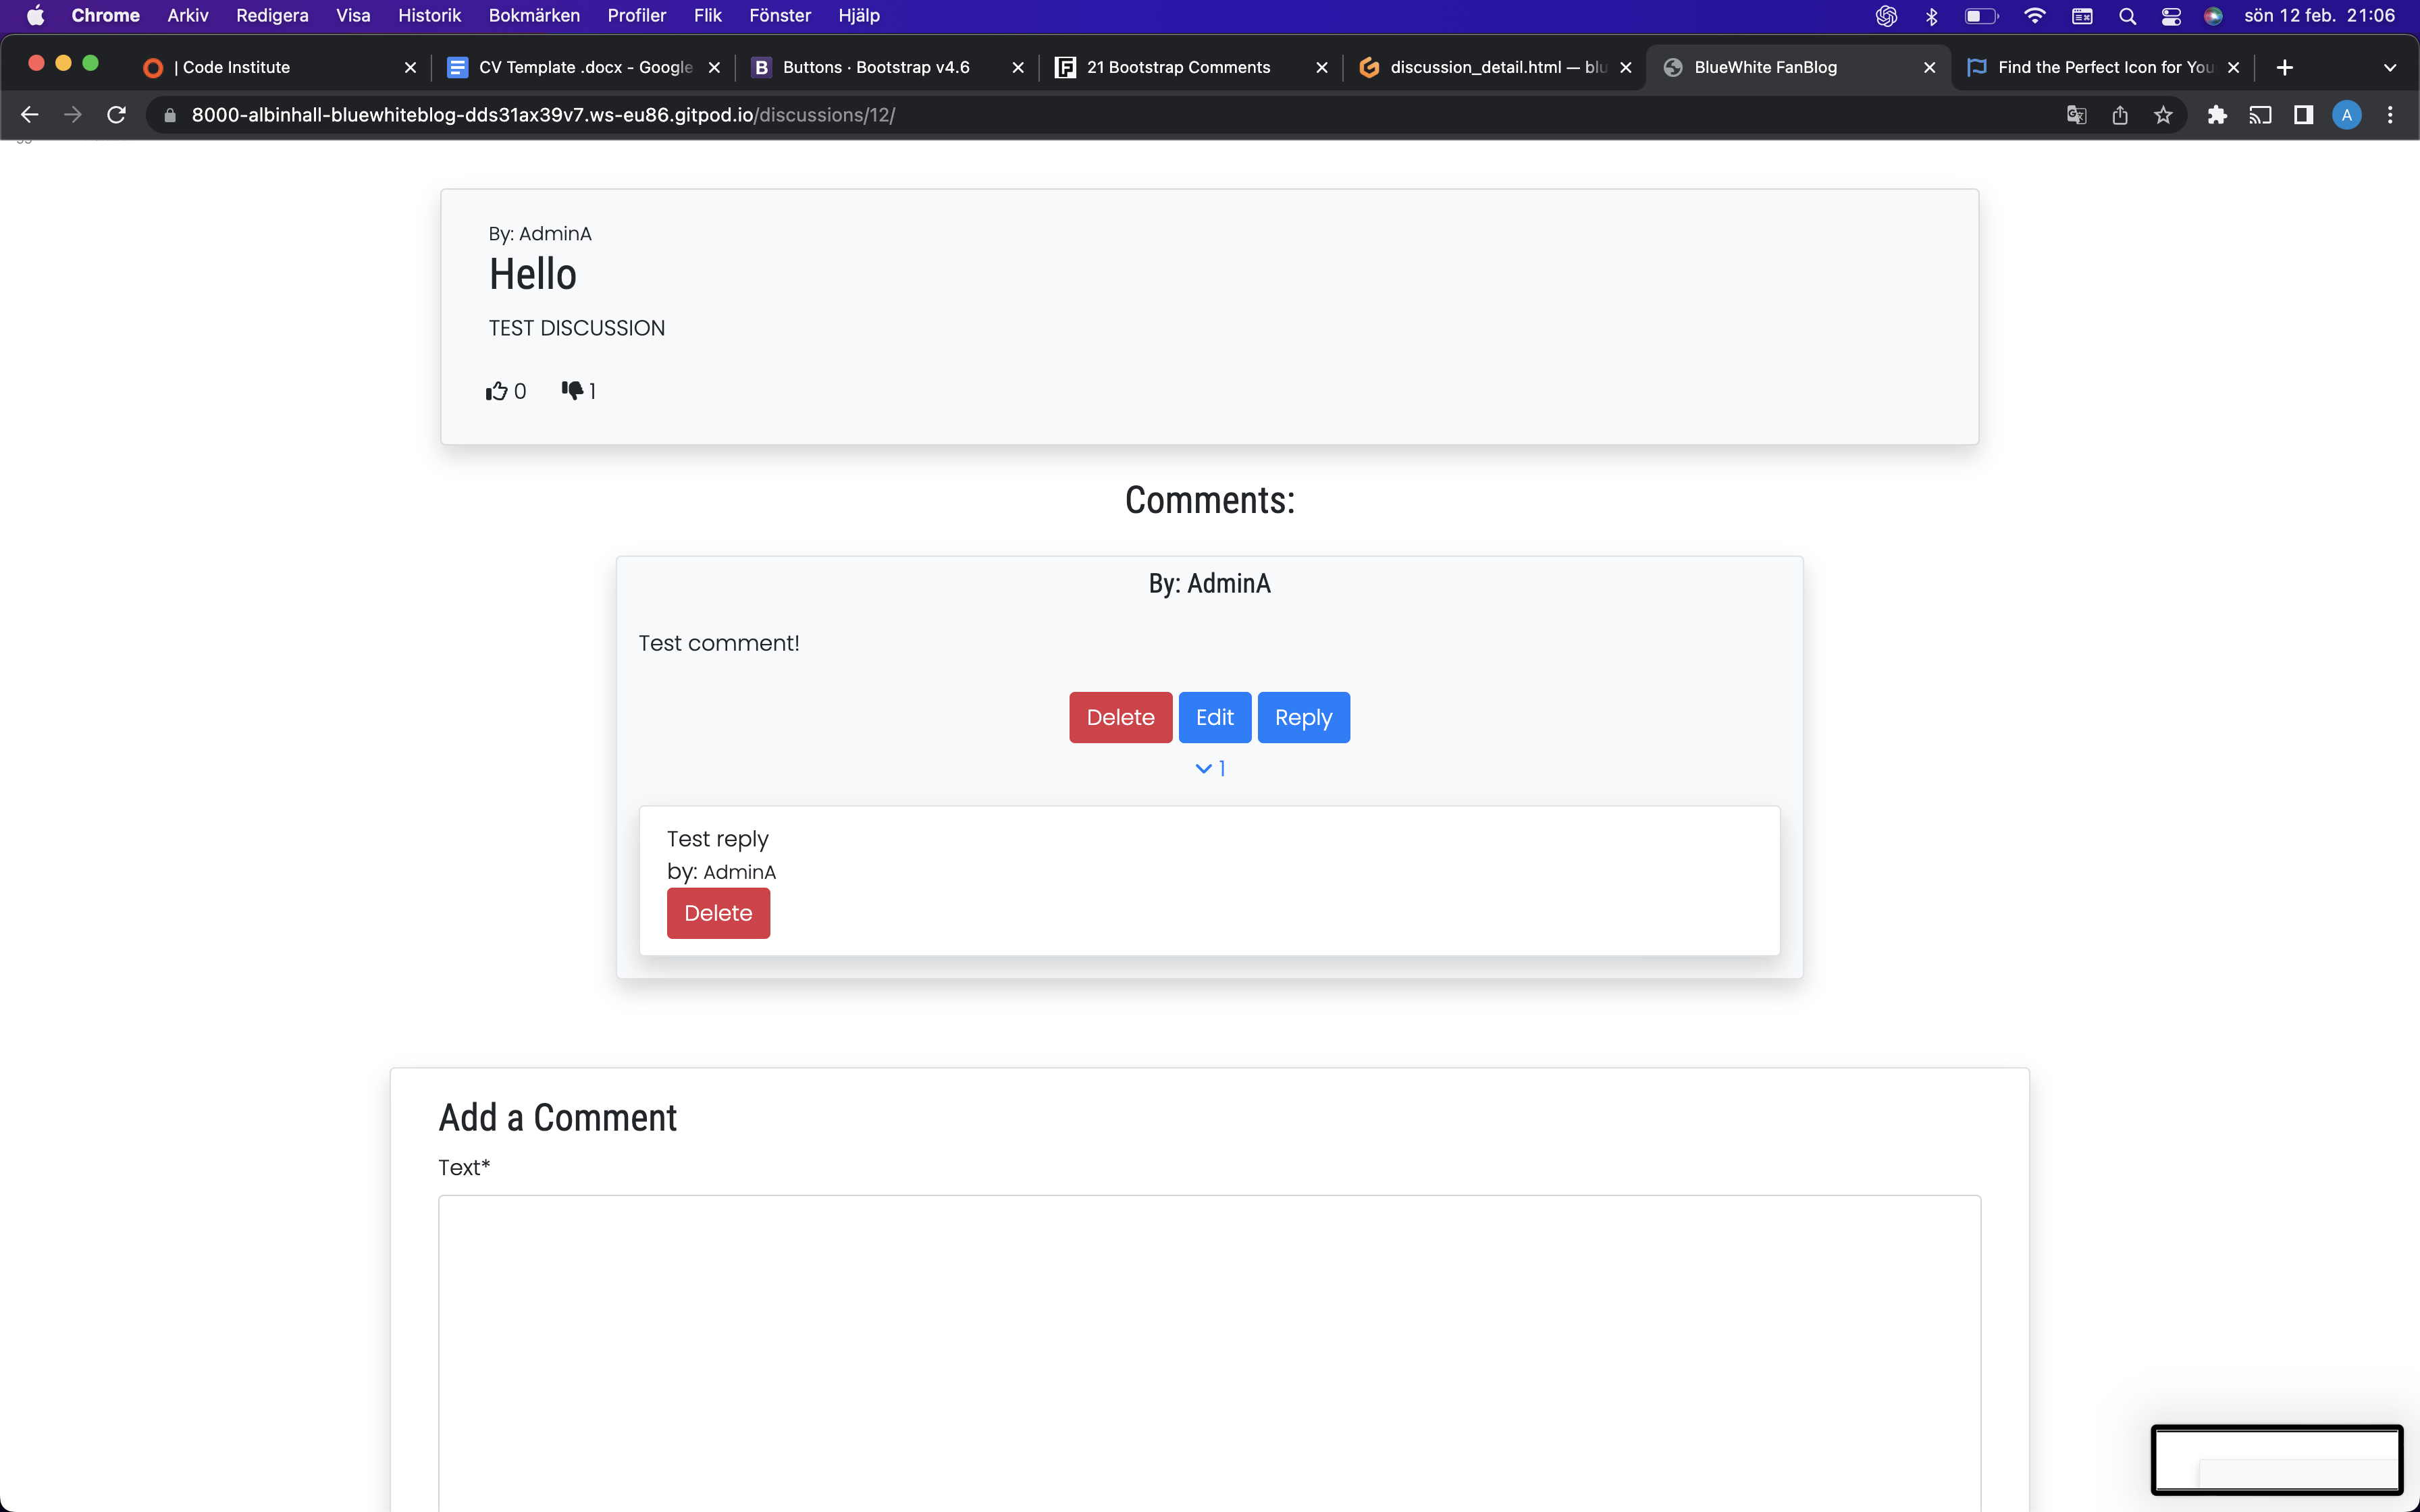 Chrome Arkiv Redigera Visa Historik Bokmärken Profiler Flik Fönster Hjälp sön 12 feb. 21:06
| Code Institute CV Template .docx - Google B Buttons · Bootstrap v4.6 21 Bootstrap Comments discussion_detail.html — blu BlueWhite FanBlog Find the Perfect Icon for You
8000-albinhall-bluewhiteblog-dds31ax39v7.ws-eu86.gitpod.io/discussions/12/ A
By: AdminA
Hello
TEST DISCUSSION
0 1
Comments:
By: AdminA
Test comment!
Delete Edit Reply
1
Test reply
by: AdminA
Delete
Add a Comment
Text*